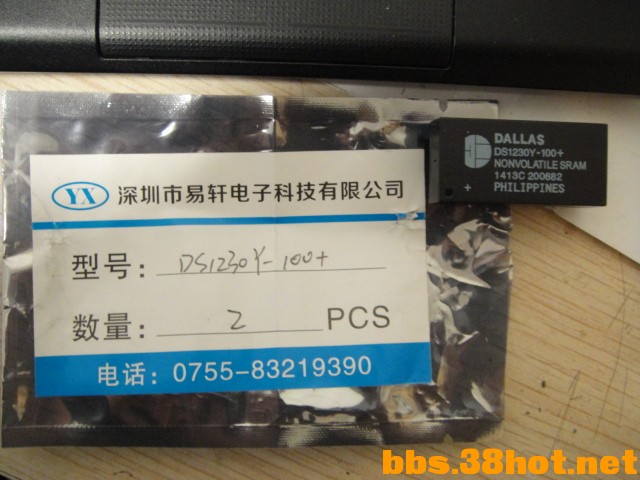 YX 深圳市易轩电子科技有限公司
型号: DS1230Y-100+
数量: 2 PCS
电话: 0755-83219390
DALLAS
DS1230Y-100+
NONVOLATILE SRAM
1413C 200682
+ PHILIPPINES
bbs.38hot.net